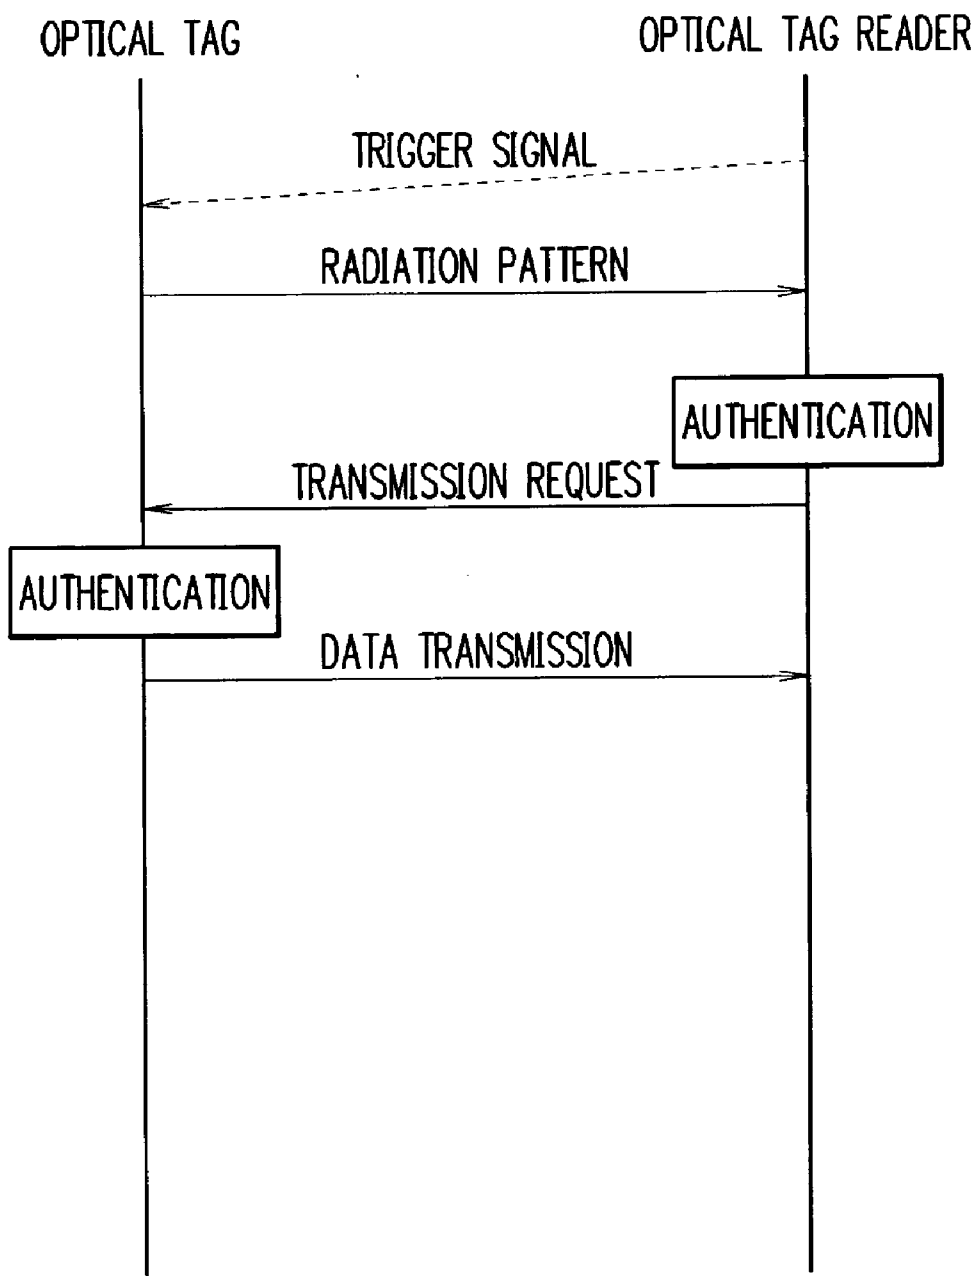 OPTICAL TAG
OPTICAL TAG READER
TRIGGER SIGNAL
RADIATION PATTERN
AUTHENTICATION
TRANSMISSION REQUEST
AUTHENTICATION
DATA TRANSMISSION